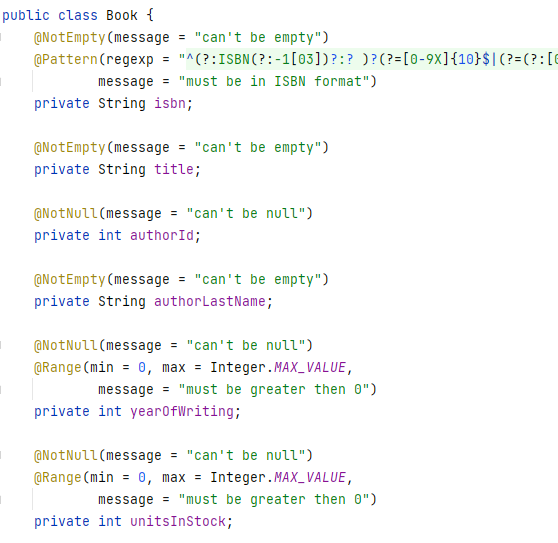 public class Book {
@NotEmpty(message = "can't be empty")
@Pattern(regexp = "^(?:ISBN(?:-1[03])?:? )?(?=[0-9X]{10}$|(?=(?:[0
message = "must be in ISBN format")
private String isbn;
@NotEmpty(message = "can't be empty")
private String title;
@NotNull(message = "can't be null")
private int authorId;
@NotEmpty(message = "can't be empty")
private String authorLastName;
@NotNull(message = "can't be null")
@Range(min = 0, max = Integer.MAX_VALUE,
message = "must be greater then 0")
private int yearOfWriting;
@NotNull(message = "can't be null")
@Range(min = 0, max = Integer.MAX_VALUE,
message = "must be greater then 0")
private int unitsInStock;